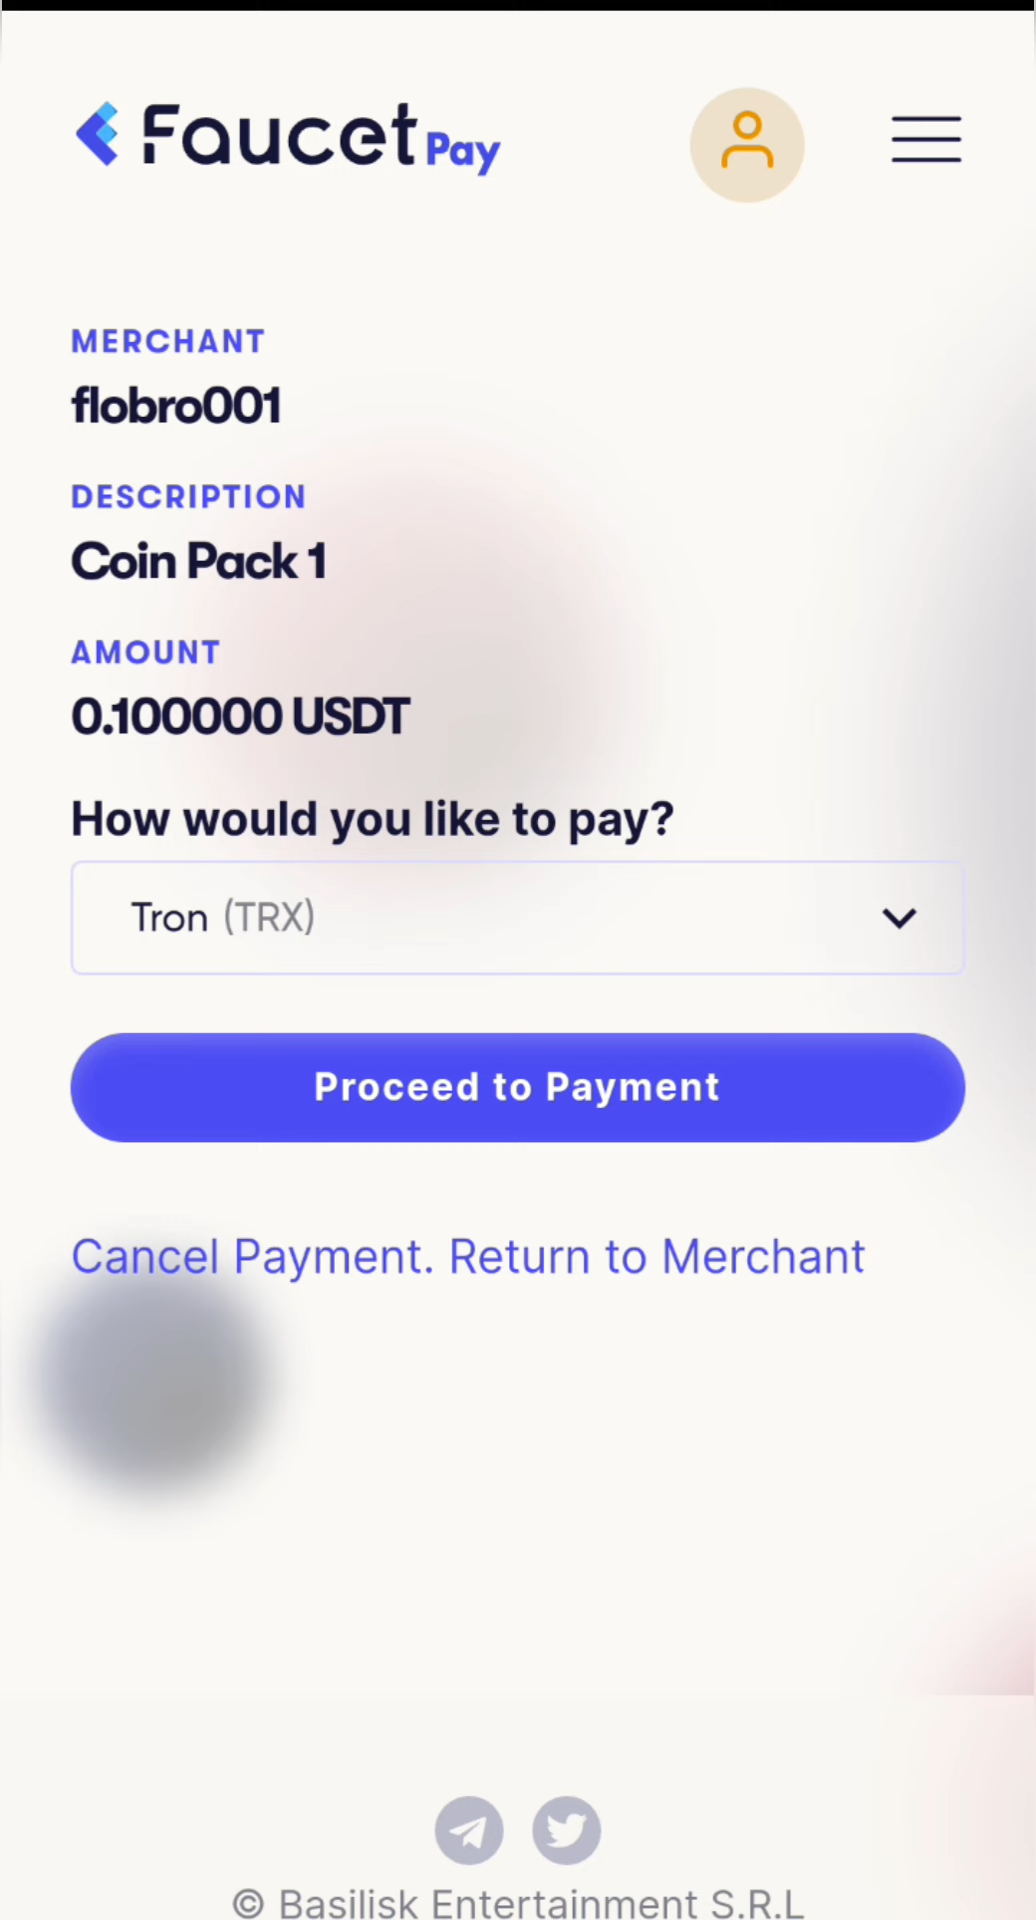 Faucet Pay
MERCHANT
flobro001
DESCRIPTION
Coin Pack 1
AMOUNT
0.100000 USDT
How would you like to pay?
Tron (TRX)
Proceed to Payment
Cancel Payment. Return to Merchant
© Basilisk Entertainment S.R.L